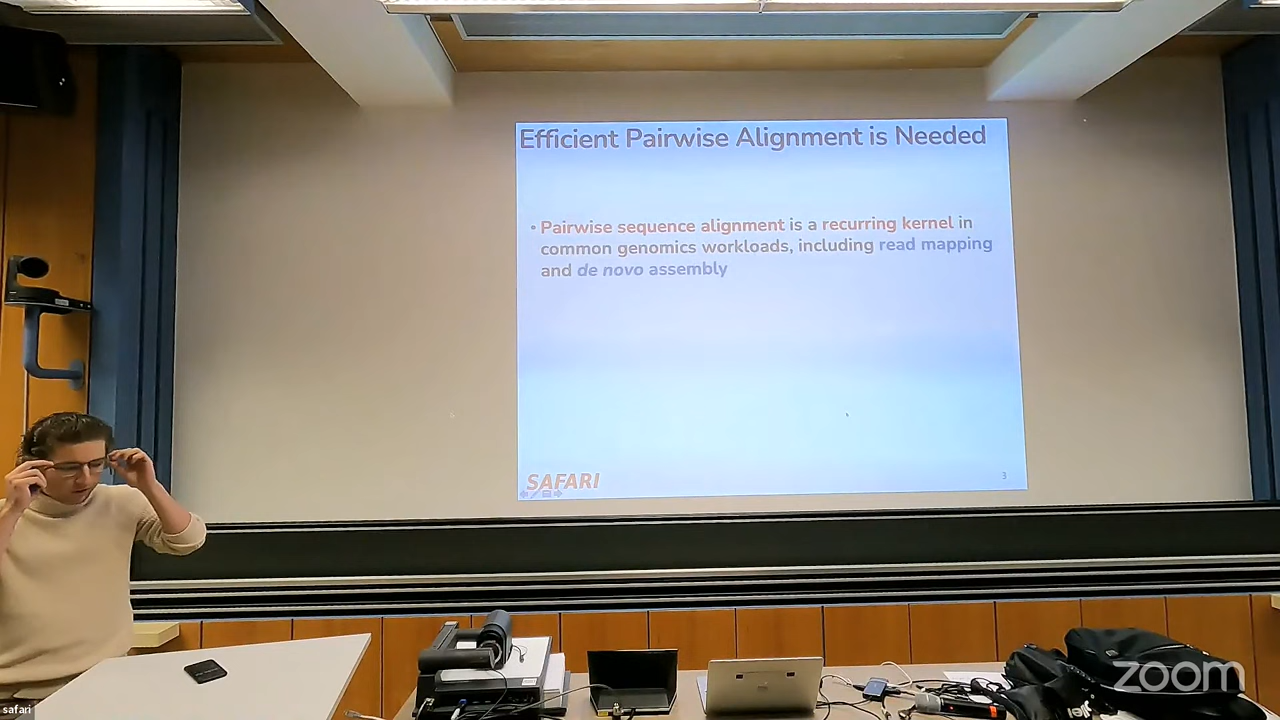 Efficient Pairwise Alignment is Needed
• Pairwise sequence alignment is a recurring kernel in
common genomics workloads, including read mapping
and de novo assembly
SAFARI
3
zoom
safari